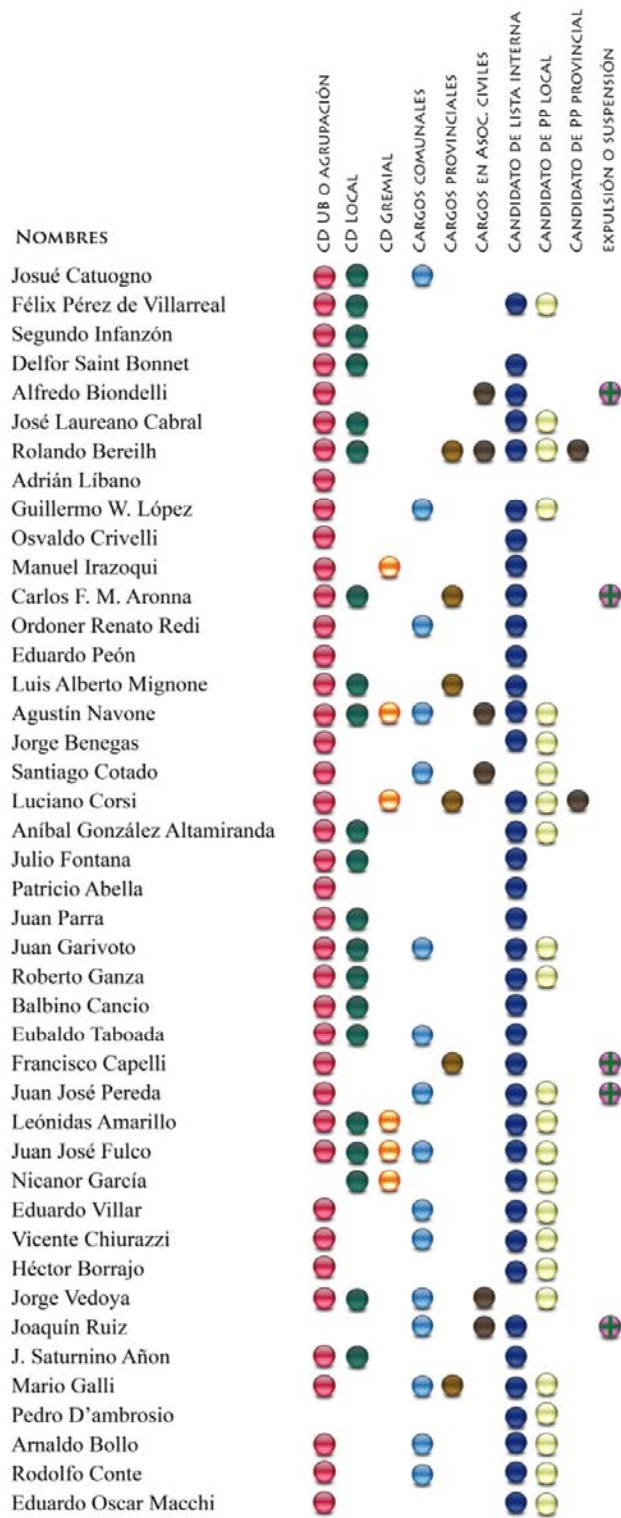 CD UB O AGRUPACIÓN
CD LOCAL
CD GREMIAL
CARGOS COMUNALES
CARGOS PROVINCIALES
CARGOS EN ASOC. CIVILES
CANDIDATO DE LISTA INTERNA
CANDIDATO DE PP LOCAL
CANDIDATO DE PP PROVINCIAL
EXPULSIÓN O SUSPENSIÓN
NOMBRES
Josué Catuogno
Félix Pérez de Villarreal
Segundo Infanzón
Delfor Saint Bonnet
Alfredo Biondelli
José Laureano Cabral
Rolando Bereilh
Adrián Líbano
Guillermo W. López
Osvaldo Crivelli
Manuel Irazoqui
Carlos F. M. Aronna
Ordoner Renato Redi
Eduardo Peón
Luis Alberto Mignone
Agustín Navone
Jorge Benegas
Santiago Cotado
Luciano Corsi
Aníbal González Altamiranda
Julio Fontana
Patricio Abella
Juan Parra
Juan Garivoto
Roberto Ganza
Balbino Cancio
Eubaldo Taboada
Francisco Capelli
Juan José Pereda
Leónidas Amarillo
Juan José Fulco
Nicanor García
Eduardo Villar
Vicente Chiurazzi
Héctor Borrajo
Jorge Vedoya
Joaquín Ruiz
J. Saturnino Añon
Mario Galli
Pedro D'ambrosio
Arnaldo Bollo
Rodolfo Conte
Eduardo Oscar Macchi